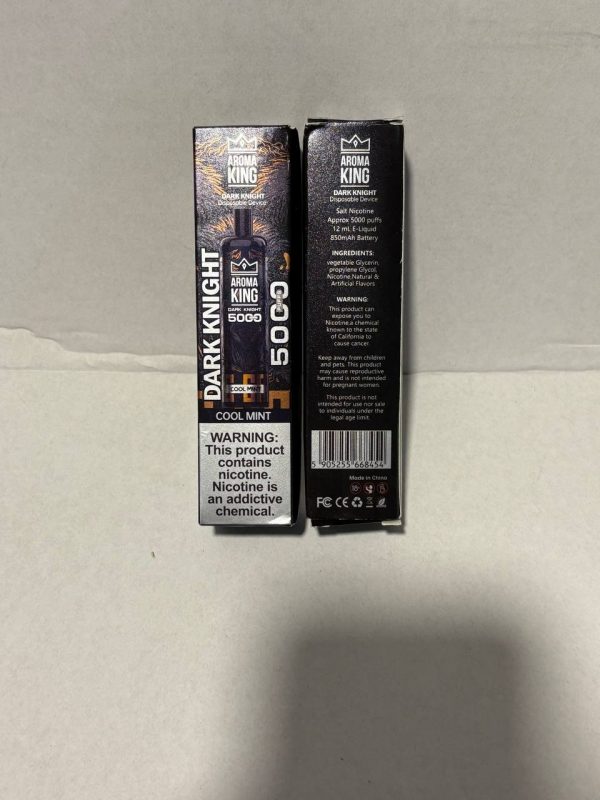 AROMA
KING
DARK KNIGHT
Disposable Device
DARK KNIGHT
AROMA
KING
DARK KNIGHT
5000
COOL MINT
5000
COOL MINT
WARNING:
This product
contains
nicotine.
Nicotine is
an addictive
chemical.
AROMA
KING
DARK KNIGHT
Disposable Device
Salt Nicotine
Approx 5000 puffs
12 mL E-Liquid
850mAh Battery
INGREDIENTS:
vegetable Glycerin,
propylene Glycol,
Nicotine,Natural &
Artificial Flavors
WARNING:
This product can
expose you to
Nicotine,a chemical
known to the state
of California to
cause cancer.
Keep away from children
and pets. This product
may cause reproductive
harm and is not intended
for pregnant women.
This product is not
intended for use nor sale
to individuals under the
legal age limit.
5 905255 668454
Made in China
FC CE